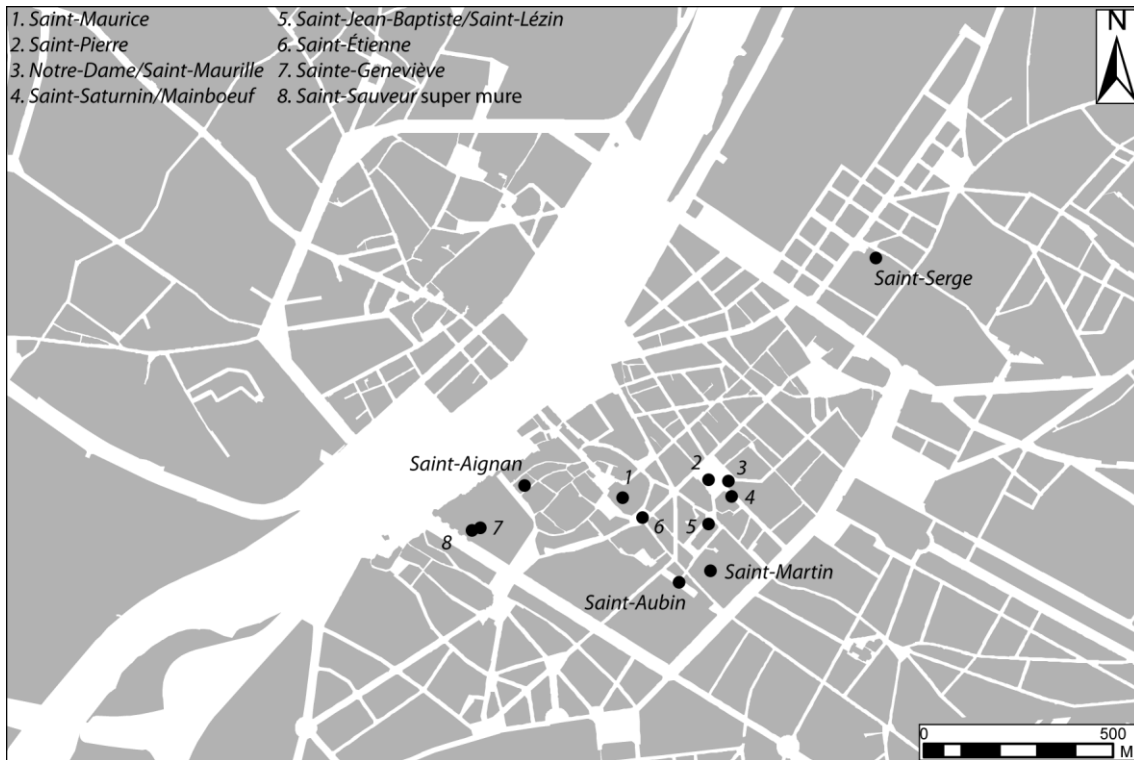 1. Saint-Maurice
2. Saint-Pierre
3. Notre-Dame/Saint-Maurille
4. Saint-Saturnin/Mainboeuf
5. Saint-Jean-Baptiste/Saint-Lézin
6. Saint-Étienne
7. Sainte-Geneviève
8. Saint-Sauveur super mure
N
Saint-Serge
Saint-Aignan
1
2
3
4
5
6
7
8
Saint-Martin
Saint-Aubin
0 500
M